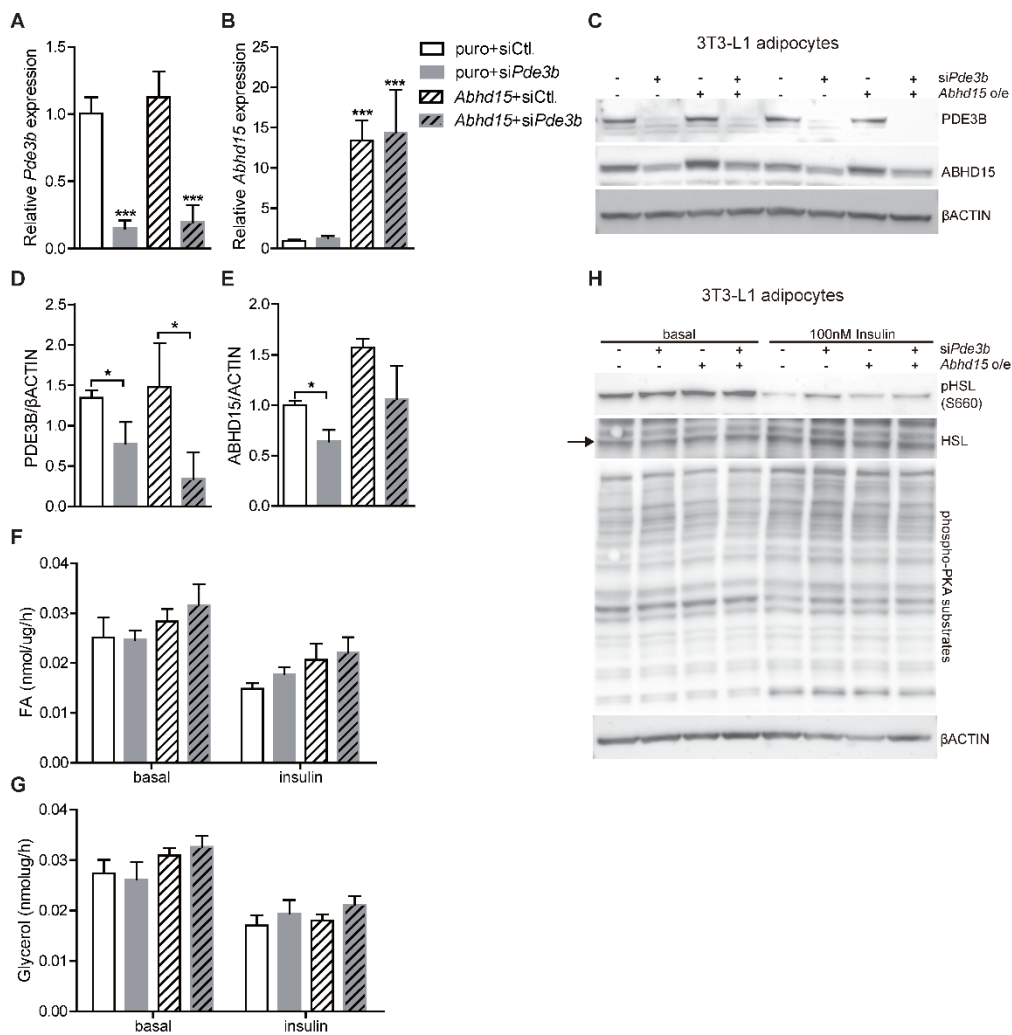 A
Relative Pde3b expression
1.5
1.0
0.5
0.0
***
***
B
Relative Abhd15 expression
25
20
15
10
5
0
***
***
puro+siCtl.
puro+siPde3b
Abhd15+siCtl.
Abhd15+siPde3b
C
3T3-L1 adipocytes
- + - + - + - + siPde3b
- - + + - - + + Abhd15 o/e
PDE3B
ABHD15
βACTIN
D
PDE3B/βACTIN
2.5
2.0
1.5
1.0
0.5
0.0
*
*
E
ABHD15/ACTIN
2.0
1.5
1.0
0.5
0.0
*
F
FA (nmol/ug/h)
0.04
0.03
0.02
0.01
0.00
basal insulin
G
Glycerol (nmolug/h)
0.04
0.03
0.02
0.01
0.00
basal insulin
H
3T3-L1 adipocytes
basal 100nM Insulin
- + - + - + - + siPde3b
- - + + - - + + Abhd15 o/e
pHSL
(S660)
HSL
phospho-PKA substrates
βACTIN